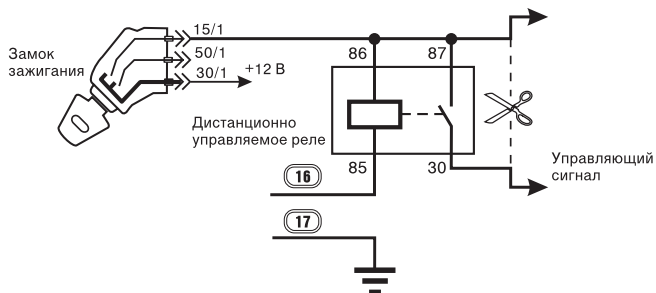 15/1
Замок
зажигания
50/1
30/1
+12 В
86
87
Дистанционно
управляемое реле
85
30
Управляющий
сигнал
16
17